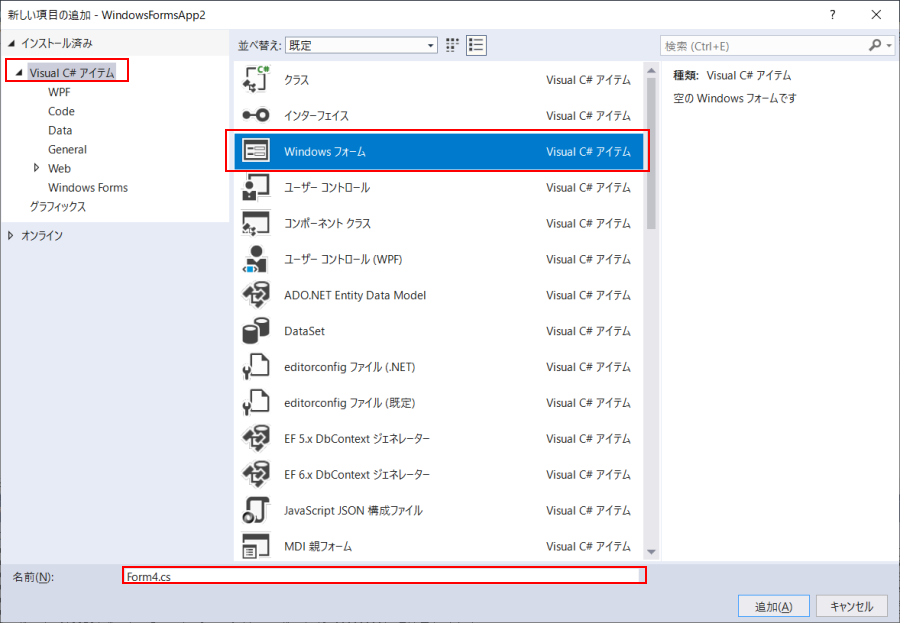 新しい項目の追加 - WindowsFormsApp2
インストール済み
Visual C# アイテム
WPF
Code
Data
General
Web
Windows Forms
グラフィックス
オンライン
並べ替え: 既定
クラス Visual C# アイテム
インターフェイス Visual C# アイテム
Windows フォーム Visual C# アイテム
ユーザー コントロール Visual C# アイテム
コンポーネント クラス Visual C# アイテム
ユーザー コントロール (WPF) Visual C# アイテム
ADO.NET Entity Data Model Visual C# アイテム
DataSet Visual C# アイテム
editorconfig ファイル (.NET) Visual C# アイテム
editorconfig ファイル (既定) Visual C# アイテム
EF 5.x DbContext ジェネレーター Visual C# アイテム
EF 6.x DbContext ジェネレーター Visual C# アイテム
JavaScript JSON 構成ファイル Visual C# アイテム
MDI 親フォーム Visual C# アイテム
検索 (Ctrl+E)
種類: Visual C# アイテム
空の Windows フォームです
名前(N): Form4.cs
追加(A) キャンセル